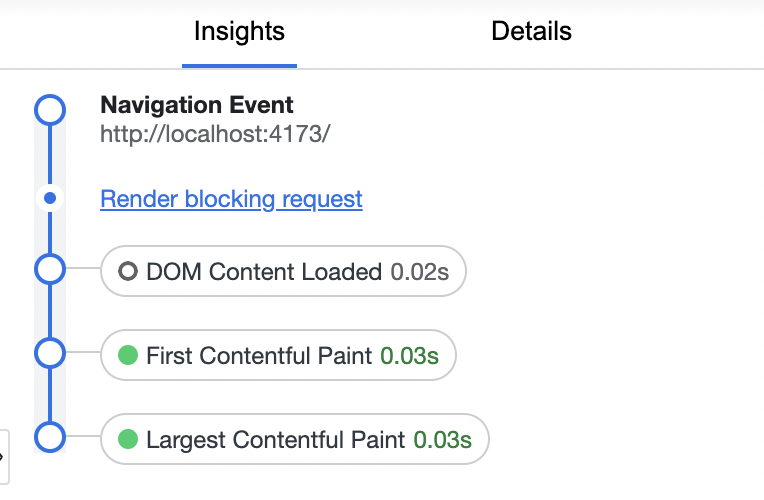 Insights Details
Navigation Event
http://localhost:4173/
Render blocking request
DOM Content Loaded 0.02s
First Contentful Paint 0.03s
Largest Contentful Paint 0.03s